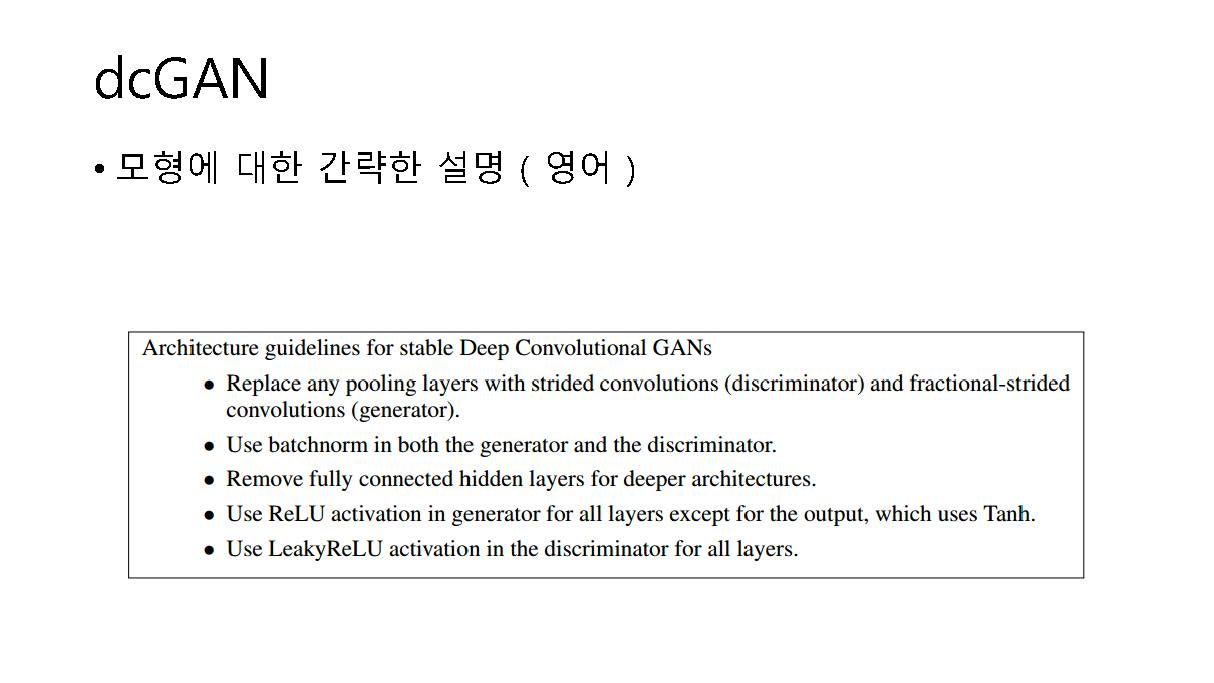 dcGAN
• 모형에 대한 간략한 설명 ( 영어 )
Architecture guidelines for stable Deep Convolutional GANs
• Replace any pooling layers with strided convolutions (discriminator) and fractional-strided
convolutions (generator).
• Use batchnorm in both the generator and the discriminator.
• Remove fully connected hidden layers for deeper architectures.
• Use ReLU activation in generator for all layers except for the output, which uses Tanh.
• Use LeakyReLU activation in the discriminator for all layers.